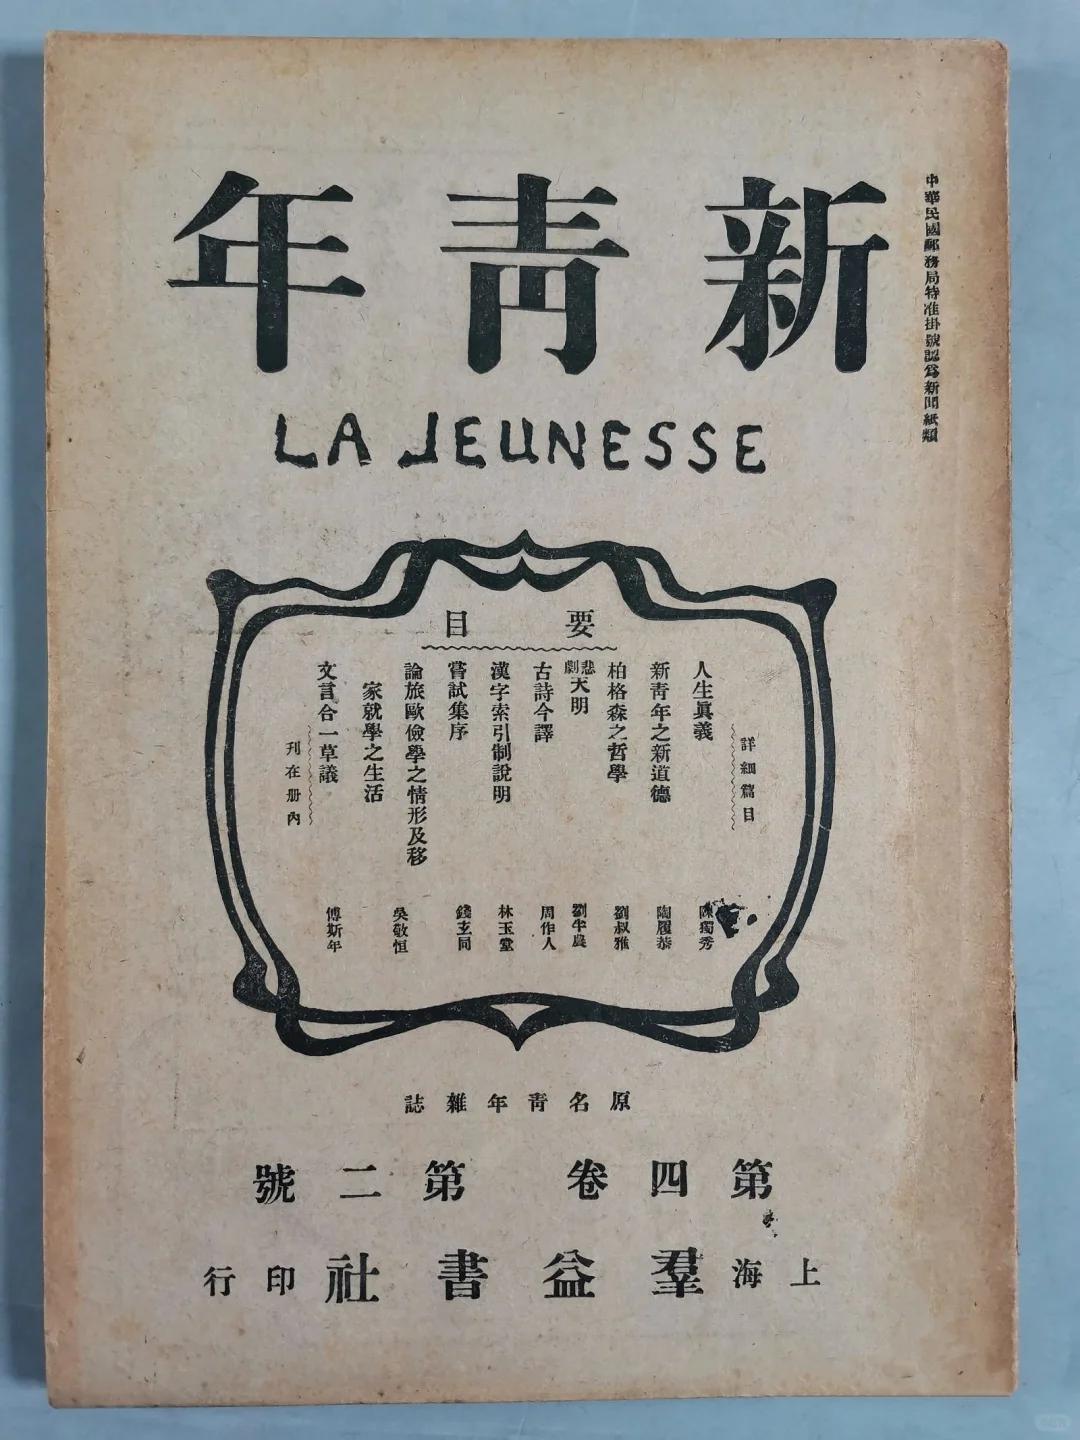 中華民國郵務局特准掛號認爲新聞紙類
新青年
LA JEUNESSE
要目
詳細篇目
人生眞義 陳獨秀
新青年之新道德 陶履恭
柏格森之哲學 劉叔雅
悲劇天明 劉半農
古詩今譯 周作人
漢字索引制說明 林玉堂
嘗試集序 錢玄同
論旅歐儉學之情形及移
家就學之生活 吳敬恒
文言合一草議 傅斯年
刊在册內
原名青年雜誌
第四卷 第二號
上海羣益書社印行